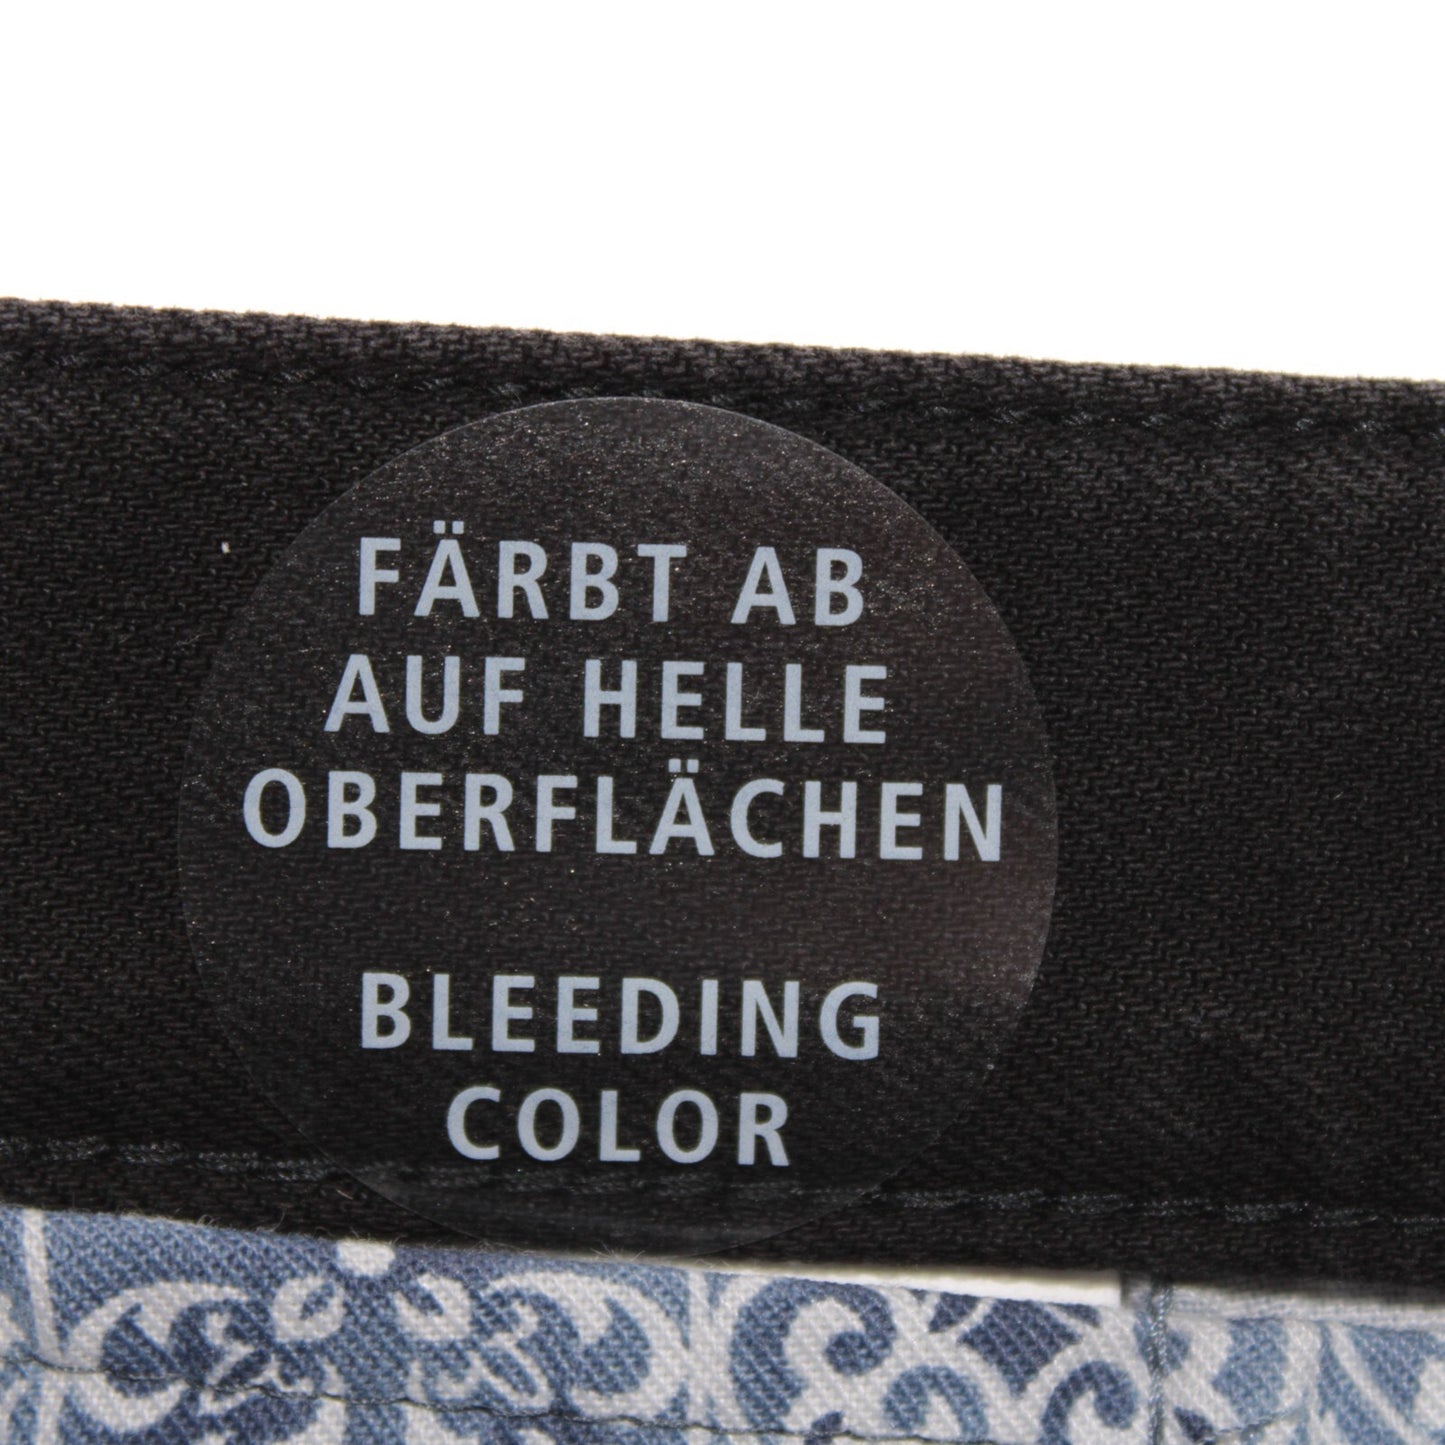 FÄRBT AB
AUF HELLE
OBERFLÄCHEN
BLEEDING
COLOR